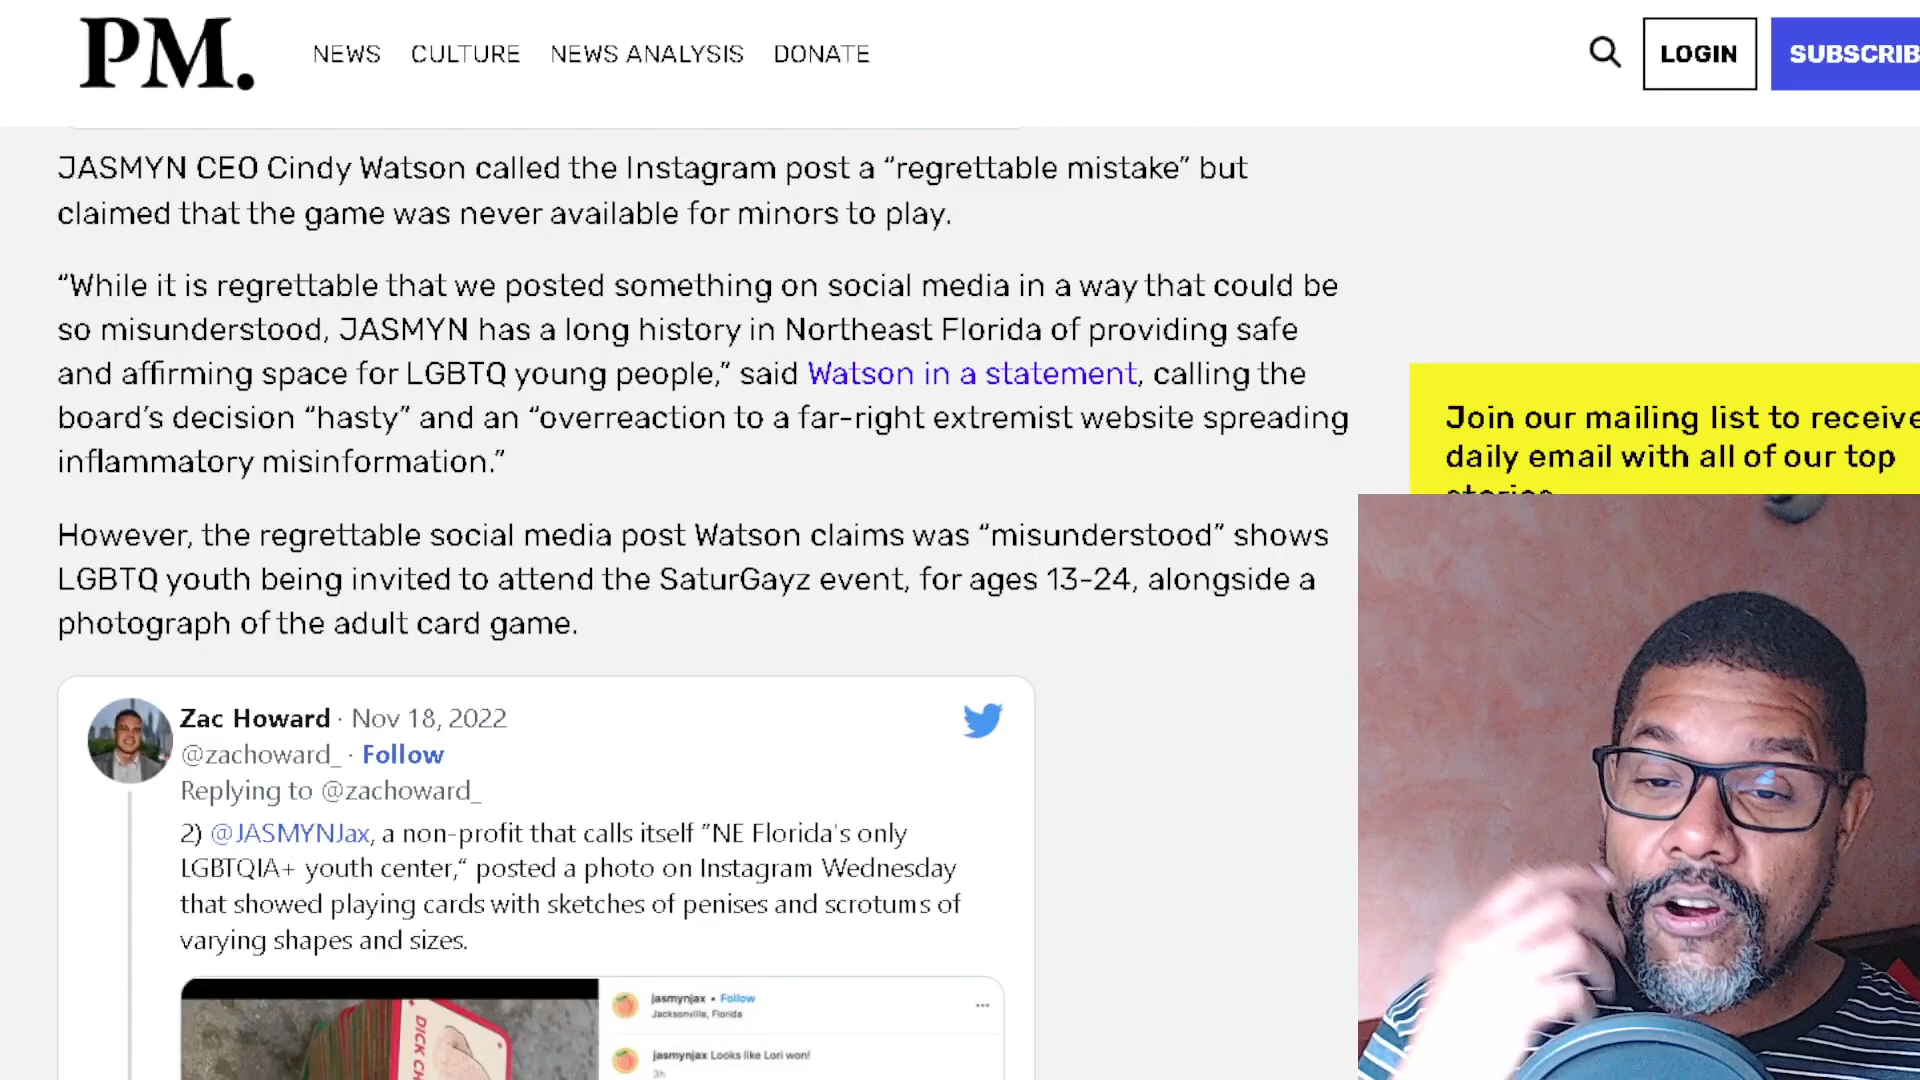 PM.
NEWS CULTURE NEWS ANALYSIS DONATE
LOGIN
SUBSCRIB
JASMYN CEO Cindy Watson called the Instagram post a “regrettable mistake” but
claimed that the game was never available for minors to play.
“While it is regrettable that we posted something on social media in a way that could be
so misunderstood, JASMYN has a long history in Northeast Florida of providing safe
and affirming space for LGBTQ young people,” said Watson in a statement, calling the
board’s decision “hasty” and an “overreaction to a far-right extremist website spreading
inflammatory misinformation.”
However, the regrettable social media post Watson claims was “misunderstood” shows
LGBTQ youth being invited to attend the SaturGayz event, for ages 13-24, alongside a
photograph of the adult card game.
Join our mailing list to receive
daily email with all of our top
stories
Zac Howard · Nov 18, 2022
@zachoward_ · Follow
Replying to @zachoward_
2) @JASMYNJax, a non-profit that calls itself "NE Florida's only
LGBTQIA+ youth center," posted a photo on Instagram Wednesday
that showed playing cards with sketches of penises and scrotums of
varying shapes and sizes.
DICK CH
jasmynjax • Follow
Jacksonville, Florida
jasmynjax Looks like Lori won!
3h